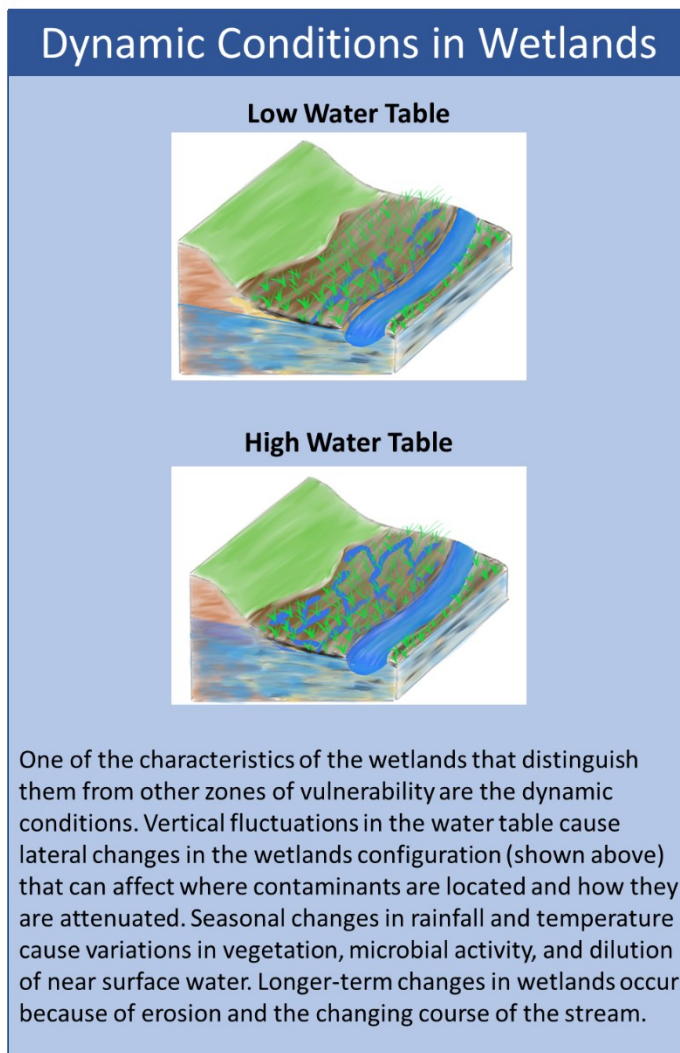 Dynamic Conditions in Wetlands
Low Water Table
High Water Table
One of the characteristics of the wetlands that distinguish
them from other zones of vulnerability are the dynamic
conditions. Vertical fluctuations in the water table cause
lateral changes in the wetlands configuration (shown above)
that can affect where contaminants are located and how they
are attenuated. Seasonal changes in rainfall and temperature
cause variations in vegetation, microbial activity, and dilution
of near surface water. Longer-term changes in wetlands occur
because of erosion and the changing course of the stream.